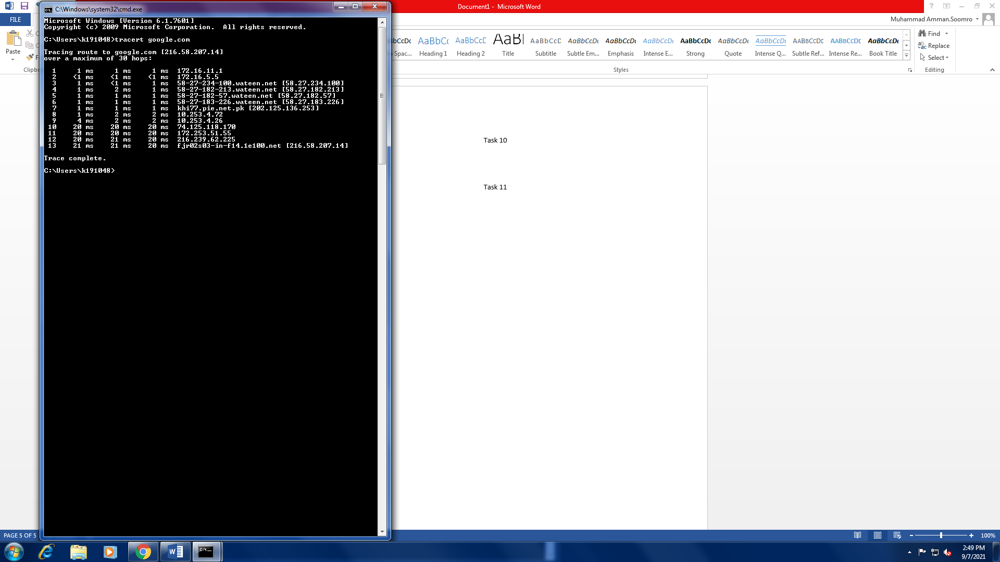 C:\Windows\system32\cmd.exe
Microsoft Windows [Version 6.1.7601]
Copyright (c) 2009 Microsoft Corporation.  All rights reserved.
C:\Users\k191048>tracert google.com
Tracing route to google.com [216.58.207.14]
over a maximum of 30 hops:
1     1 ms     1 ms     1 ms  172.16.11.1
2    <1 ms    <1 ms    <1 ms  172.16.5.5
3     1 ms    <1 ms     1 ms  58-27-234-100.wateen.net [58.27.234.100]
4     1 ms     2 ms     1 ms  58-27-182-213.wateen.net [58.27.182.213]
5     1 ms     1 ms     1 ms  58-27-182-57.wateen.net [58.27.182.57]
6     1 ms     1 ms     1 ms  58-27-183-226.wateen.net [58.27.183.226]
7     1 ms     1 ms     1 ms  khi77.pie.net.pk [202.125.136.253]
8     1 ms     2 ms     2 ms  10.253.4.72
9     4 ms     2 ms     2 ms  10.253.4.26
10    20 ms    20 ms    20 ms  74.125.118.170
11    20 ms    20 ms    20 ms  172.253.51.55
12    20 ms    21 ms    20 ms  216.239.62.225
13    21 ms    21 ms    20 ms  fjr02s03-in-f14.1e100.net [216.58.207.14]
Trace complete.
C:\Users\k191048>
Document1 - Microsoft Word
FILE
Muhammad Amman.Soomro
Paste
AaBbCc AaBbCcD AaBl AaBbCcD AaBbCcDc AaBbCcDc AaBbCcDc AaBbCcDc AaBbCcDc AaBbCcDc AaBbCcDd AaBbCcDd AaBbCcDc
Spac... Heading 1 Heading 2 Title Subtitle Subtle Em... Emphasis Intense E... Strong Quote Intense Q... Subtle Ref... Intense Re... Book Title
Find
Replace
Select
Styles
Editing
Task 10
Task 11
PAGE 5 OF 5
100%
2:49 PM
9/7/2021